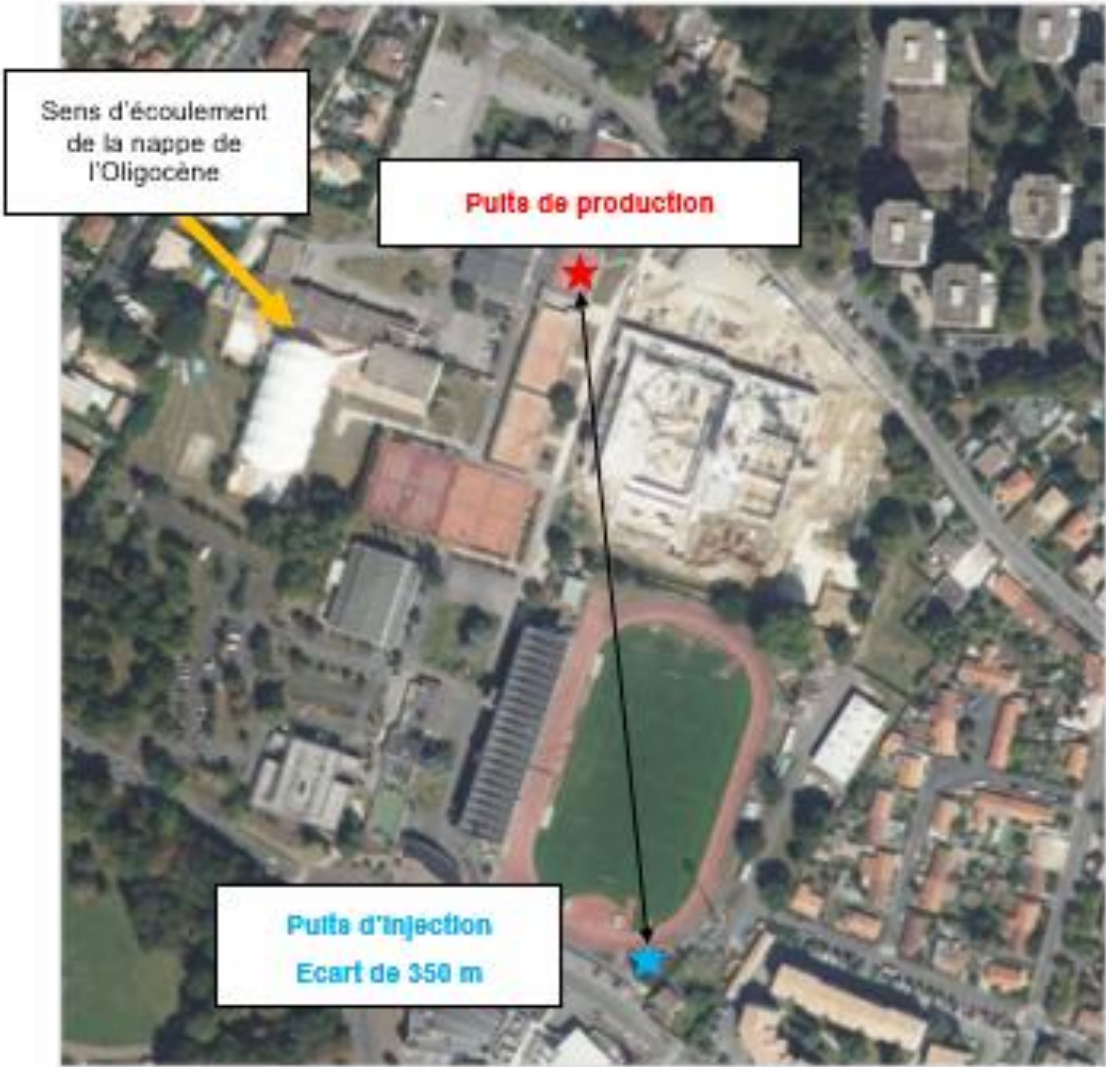 Sens d'écoulement
de la nappe de
l'Oligocène
Puits de production
Puits d'injection
Ecart de 350 m